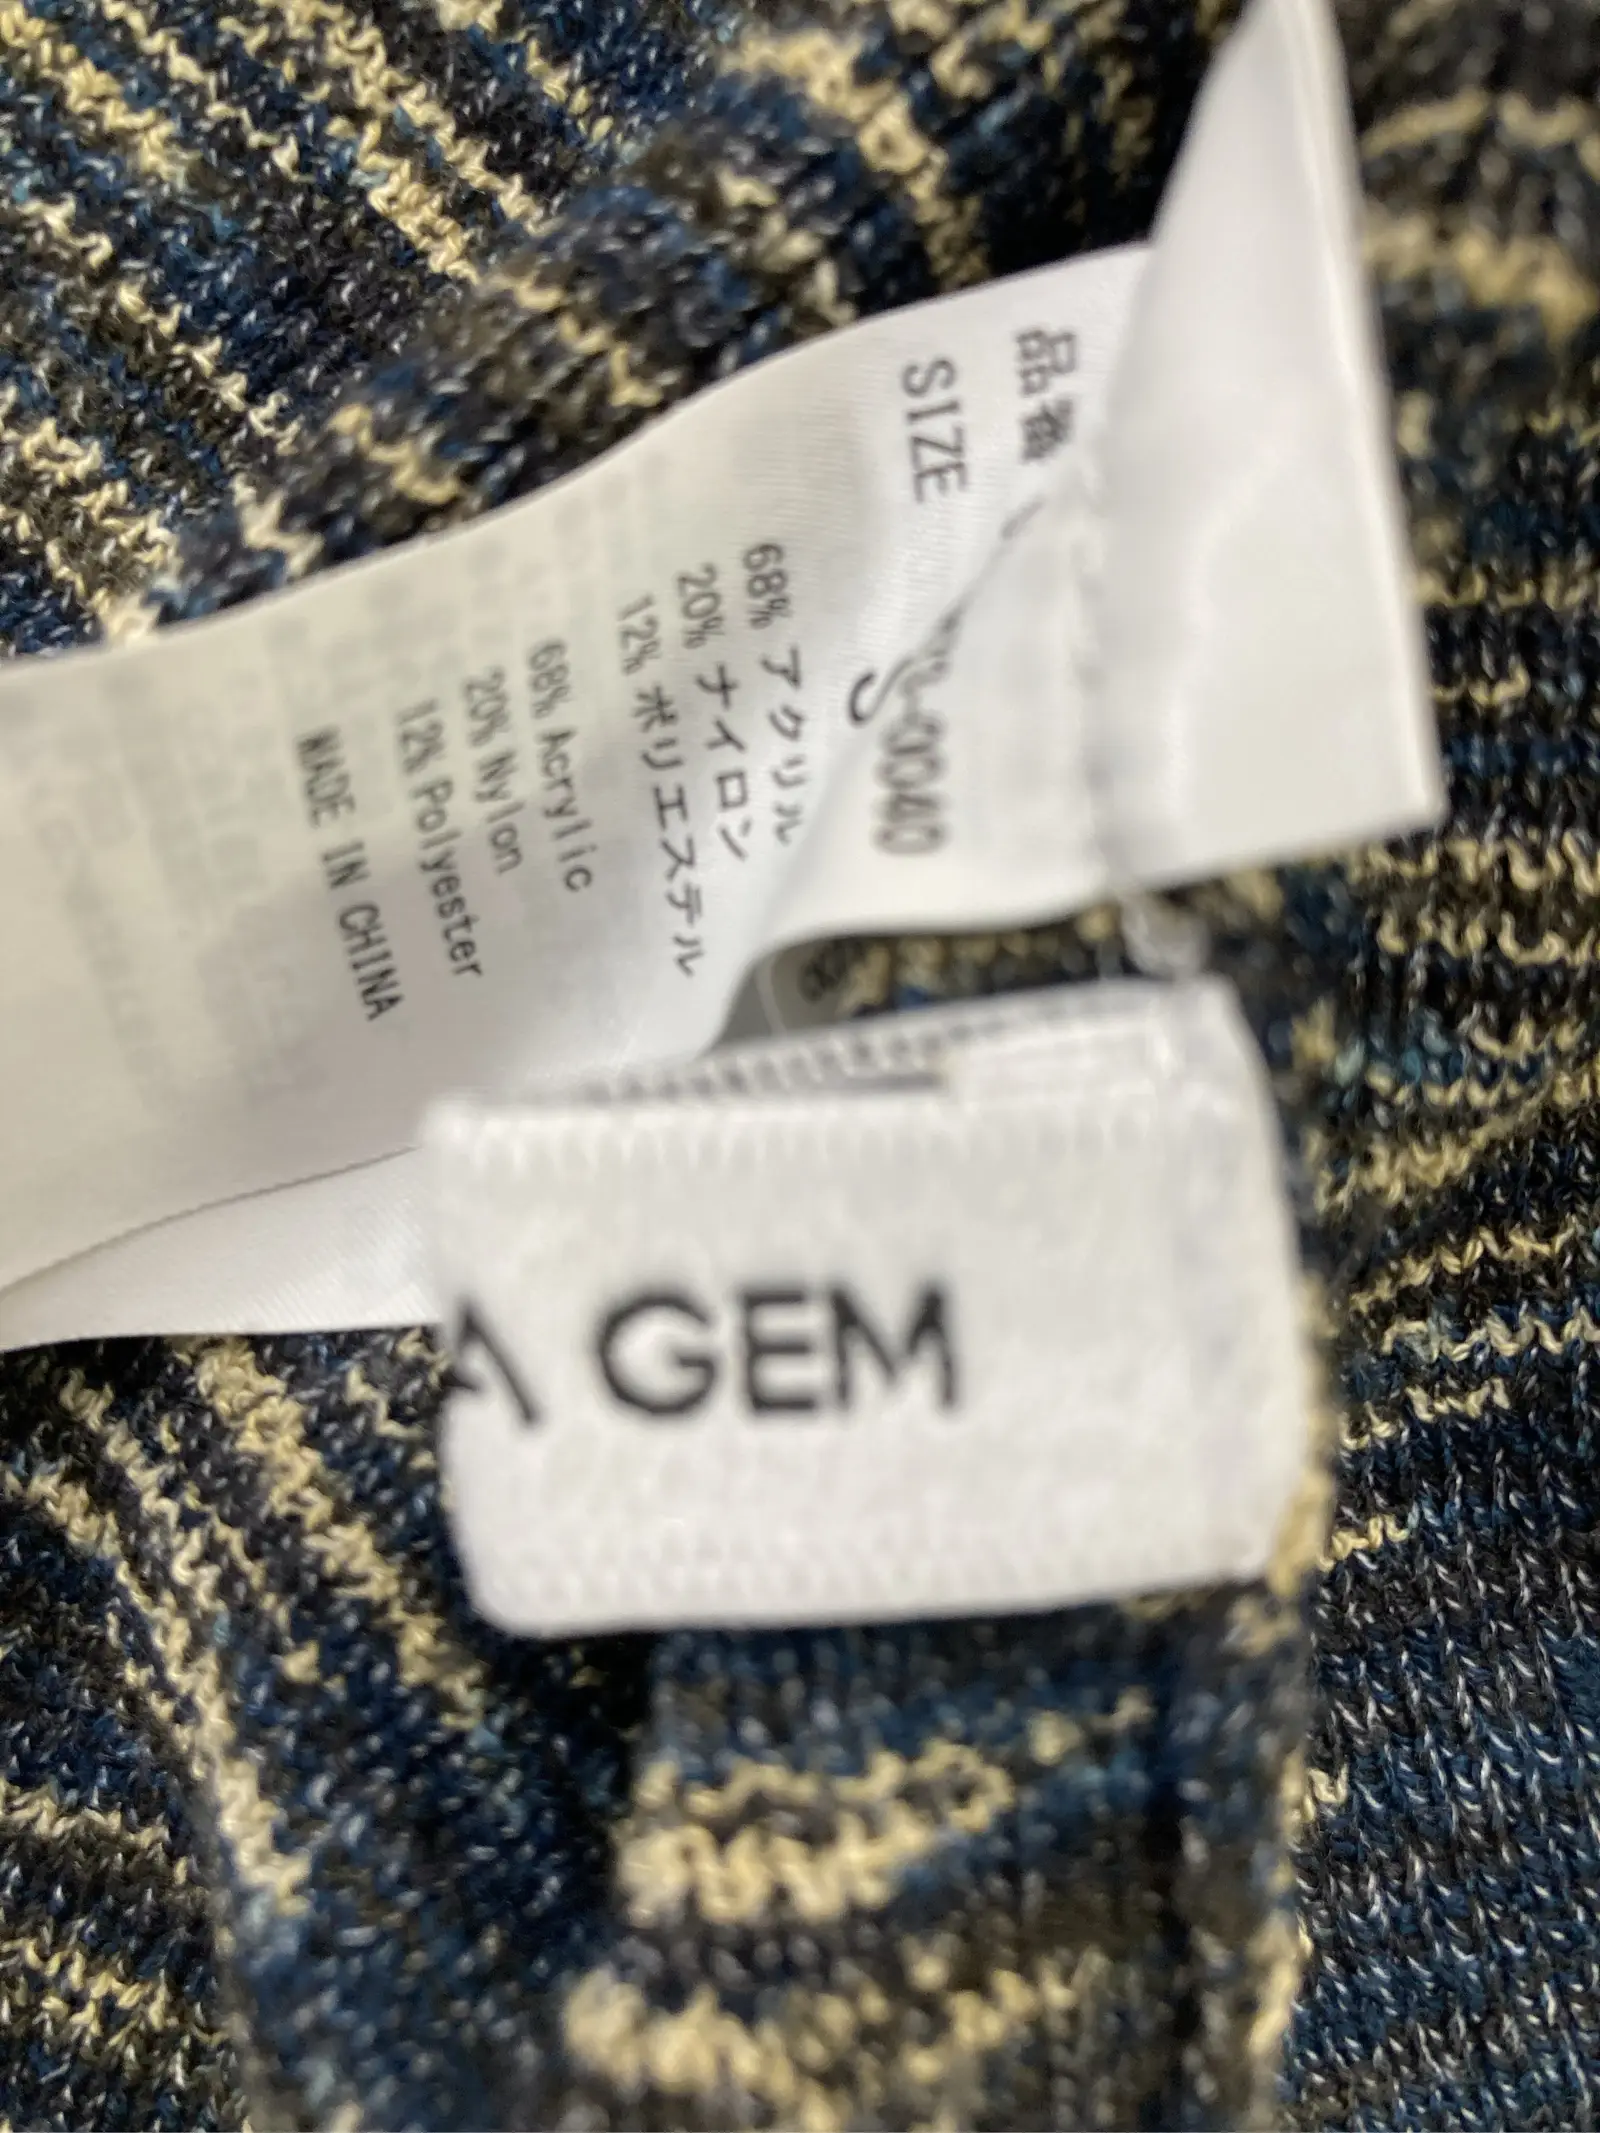 品番
SIZE S
68% アクリル
20% ナイロン
12% ポリエステル
68% Acrylic
20% Nylon
12% Polyester
MADE IN CHINA
A GEM